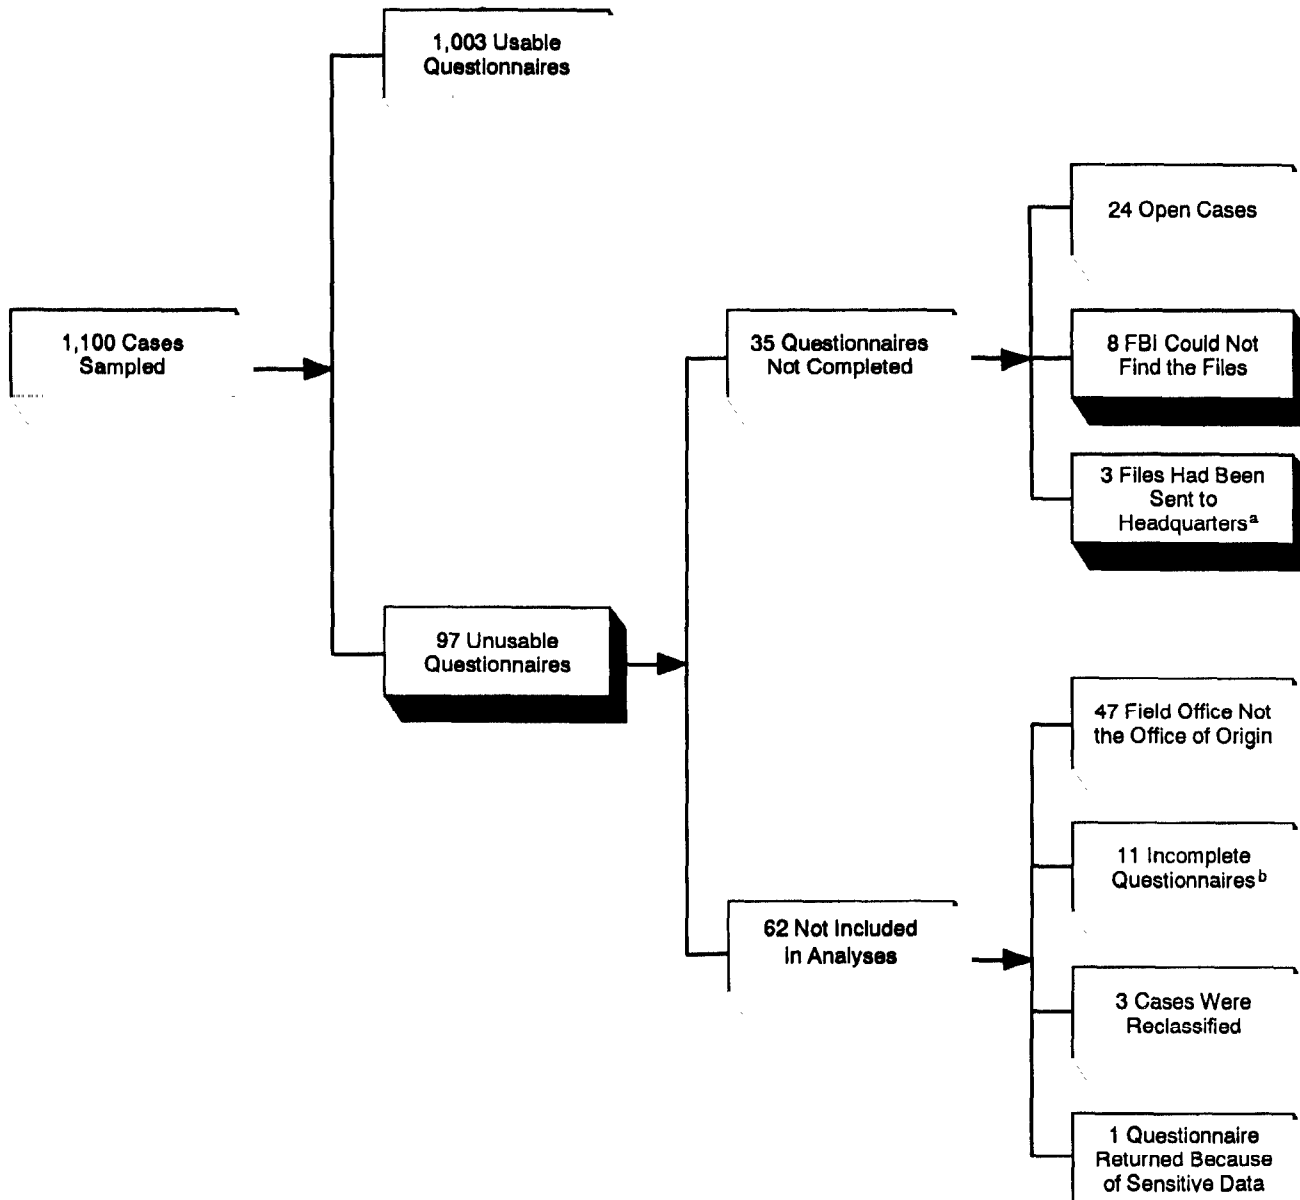 1,003 Usable
Questionnaires
24 Open Cases
1,100 Cases
Sampled
35 Questionnaires
Not Completed
8 FBI Could Not
Find the Files
3 Files Had Been
Sent to
Headquarters a
97 Unusable
Questionnaires
47 Field Office Not
the Office of Origin
11 Incomplete
Questionnaires b
62 Not Included
in Analyses
3 Cases Were
Reclassified
1 Questionnaire
Returned Because
of Sensitive Data